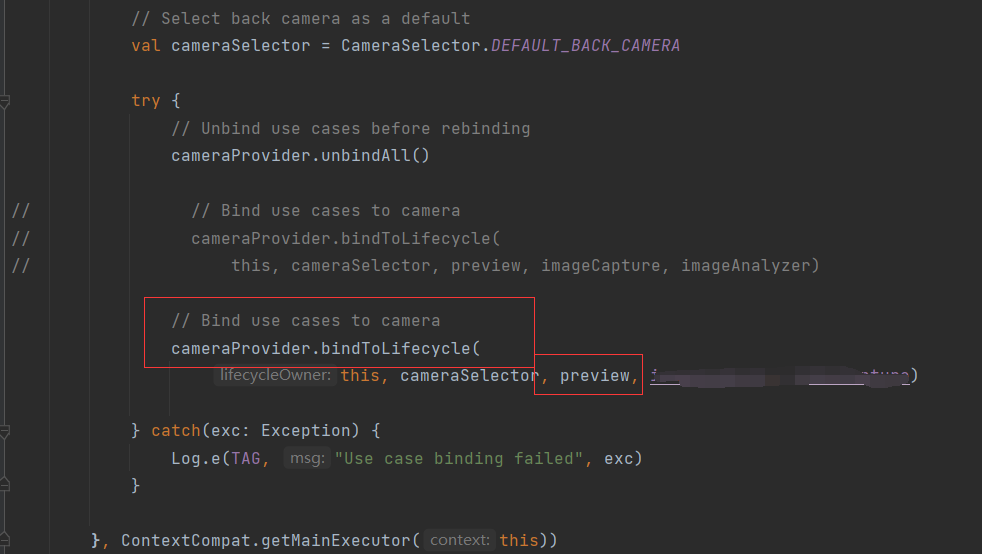 // Select back camera as a default
val cameraSelector = CameraSelector.DEFAULT_BACK_CAMERA
try {
// Unbind use cases before rebinding
cameraProvider.unbindAll()
// // Bind use cases to camera
// cameraProvider.bindToLifecycle(
// this, cameraSelector, preview, imageCapture, imageAnalyzer)
// Bind use cases to camera
cameraProvider.bindToLifecycle(
lifecycleOwner: this, cameraSelector, preview, )
} catch(exc: Exception) {
Log.e(TAG, msg: "Use case binding failed", exc)
}
}, ContextCompat.getMainExecutor( context: this))